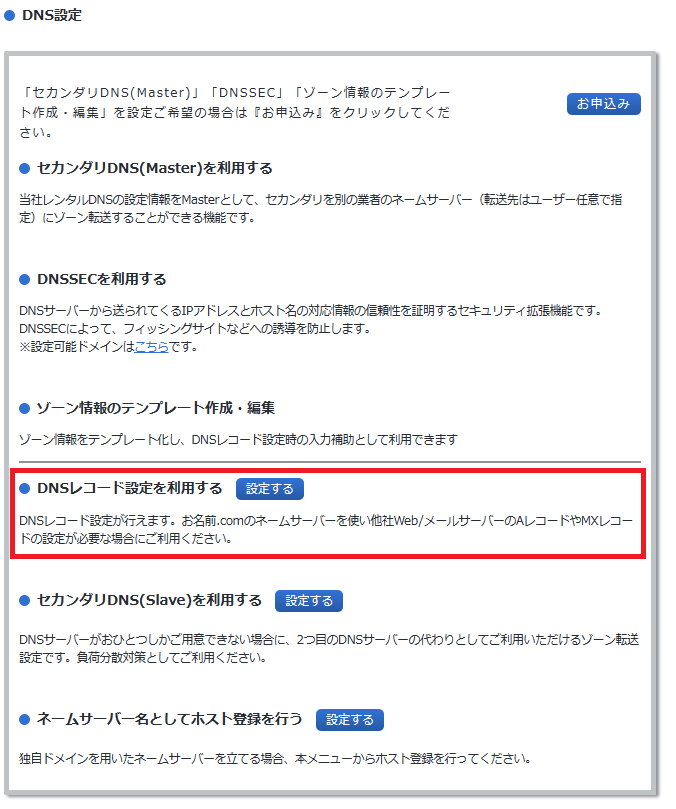 DNS設定
「セカンダリDNS(Master)」「DNSSEC」「ゾーン情報のテンプレー
ト作成・編集」を設定ご希望の場合は『お申込み』をクリックしてくだ
さい。
お申込み
セカンダリDNS(Master)を利用する
当社レンタルDNSの設定情報をMasterとして、セカンダリを別の業者のネームサーバー（転送先はユーザー任意で指
定）にゾーン転送することができる機能です。
DNSSECを利用する
DNSサーバーから送られてくるIPアドレスとホスト名の対応情報の信頼性を証明するセキュリティ拡張機能です。
DNSSECによって、フィッシングサイトなどへの誘導を防止します。
※設定可能ドメインはこちらです。
ゾーン情報のテンプレート作成・編集
ゾーン情報をテンプレート化し、DNSレコード設定時の入力補助として利用できます
DNSレコード設定を利用する 設定する
DNSレコード設定が行えます。お名前.comのネームサーバーを使い他社Web/メールサーバーのAレコードやMXレコー
ドの設定が必要な場合にご利用ください。
セカンダリDNS(Slave)を利用する 設定する
DNSサーバーがおひとつしかご用意できない場合に、2つ目のDNSサーバーの代わりとしてご利用いただけるゾーン転送
設定です。負荷分散対策としてご利用ください。
ネームサーバー名としてホスト登録を行う 設定する
独自ドメインを用いたネームサーバーを立てる場合、本メニューからホスト登録を行ってください。